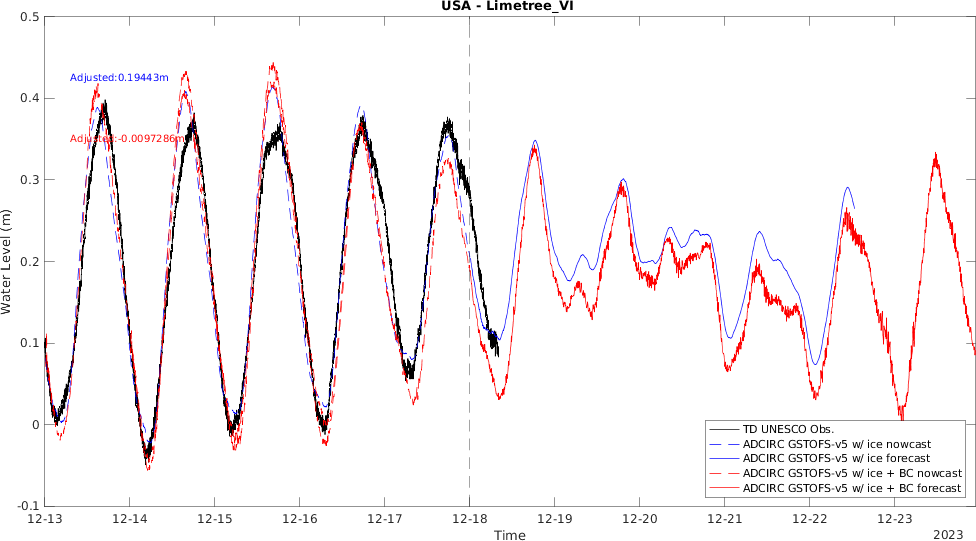 USA - Limetree_VI
0.5
Adjusted:0.19443m
0.4
Adjusted:-0.0097286m
0.3
Water Level (m)
0.2
0.1
0
-0.1
TD UNESCO Obs.
ADCIRC GSTOFS-v5 w/ ice nowcast
ADCIRC GSTOFS-v5 w/ ice forecast
ADCIRC GSTOFS-v5 w/ ice + BC nowcast
ADCIRC GSTOFS-v5 w/ ice + BC forecast
12-13 12-14 12-15 12-16 12-17 12-18 12-19 12-20 12-21 12-22 12-23
Time
2023